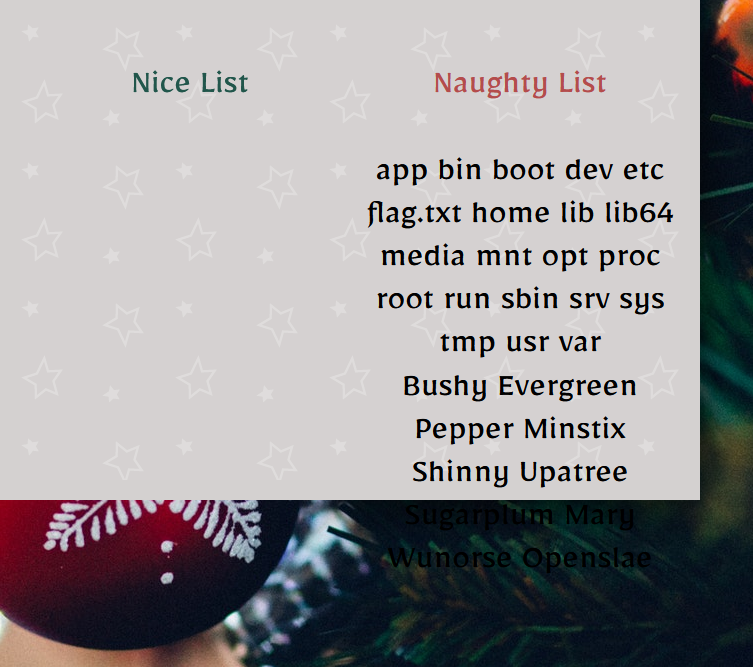 Nice List
Naughty List
app bin boot dev etc
flag.txt home lib lib64
media mnt opt proc
root run sbin srv sys
tmp usr var
Bushy Evergreen
Pepper Minstix
Shinny Upatree
Sugarplum Mary
Wunorse Openslae